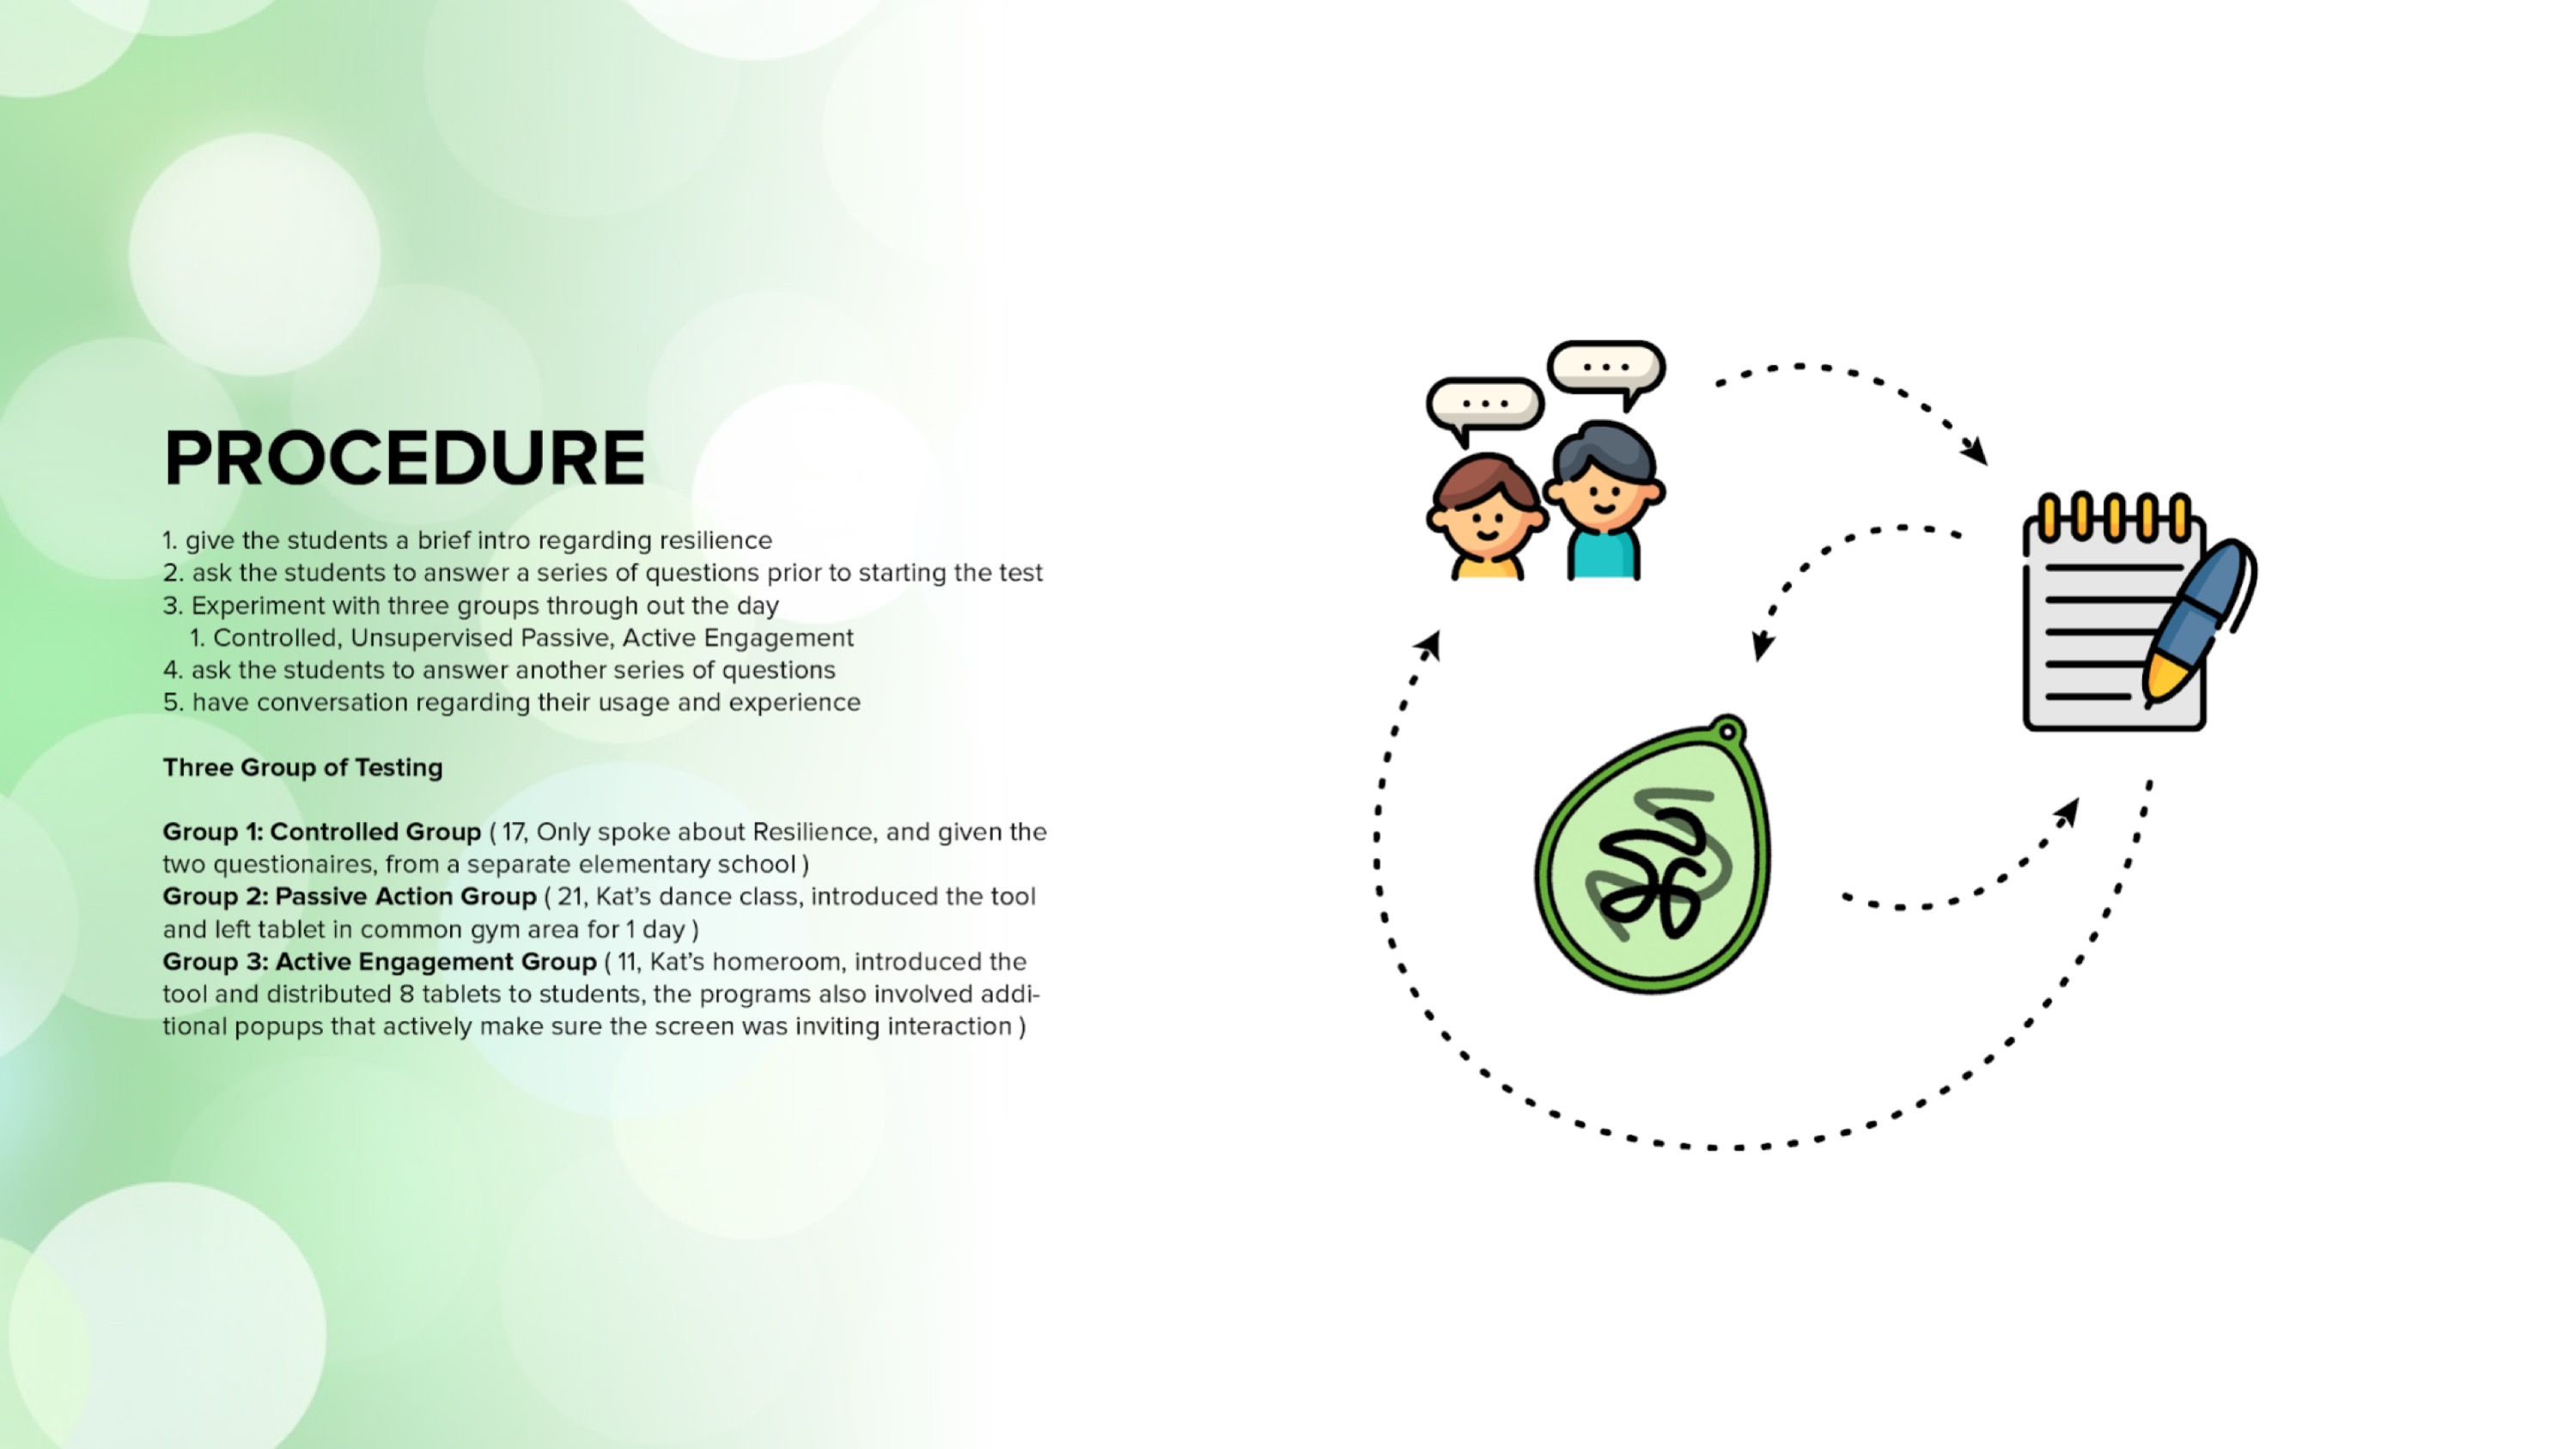 PROCEDURE
1. give the students a brief intro regarding resilience
2. ask the students to answer a series of questions prior to starting the test
3. Experiment with three groups through out the day
1. Controlled, Unsupervised Passive, Active Engagement
4. ask the students to answer another series of questions
5. have conversation regarding their usage and experience
Three Group of Testing
Group 1: Controlled Group ( 17, Only spoke about Resilience, and given the
two questionaires, from a separate elementary school )
Group 2: Passive Action Group ( 21, Kat's dance class, introduced the tool
and left tablet in common gym area for 1 day )
Group 3: Active Engagement Group ( 11, Kat's homeroom, introduced the
tool and distributed 8 tablets to students, the programs also involved addi-
tional popups that actively make sure the screen was inviting interaction )